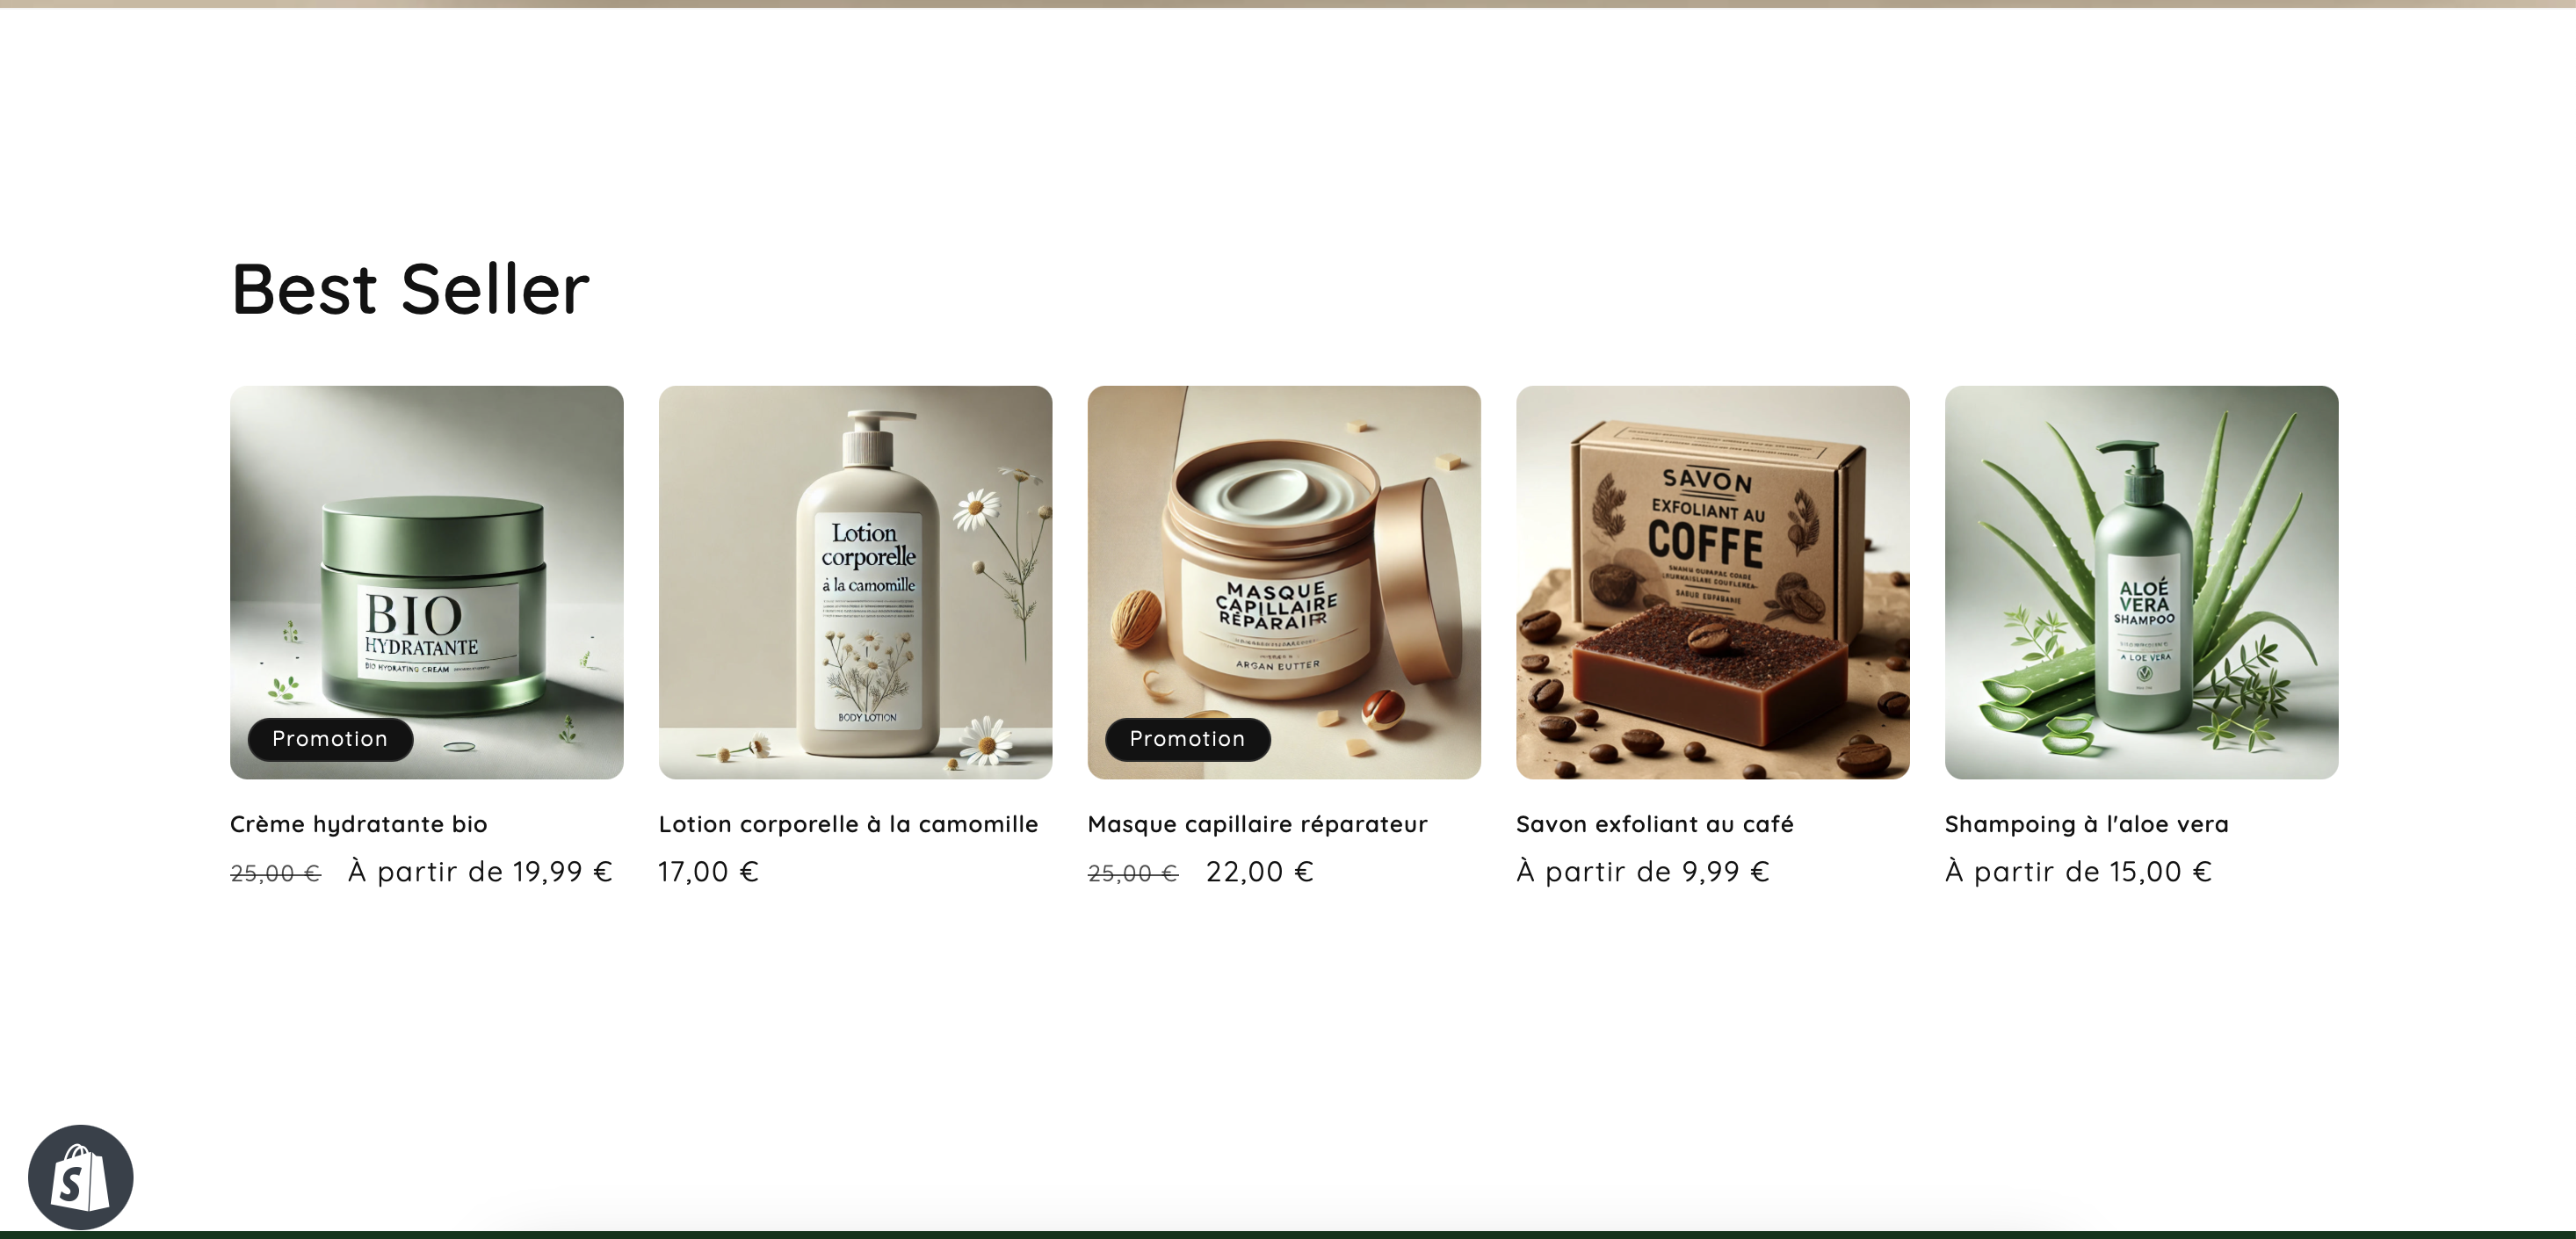 Best Seller
BIO
HYDRATANTE
BIO HYDRATING CREAM
Promotion
Lotion
corporelle
à la camomille
BODY LOTION
MASQUE
CAPILLAIRE
RÉPARAIR
ARGAN BUTTER
Promotion
SAVON
EXFOLIANT AU
COFFE
ALOÉ
VERA
SHAMPOO
A LOE VERA
Crème hydratante bio
25,00 € À partir de 19,99 €
Lotion corporelle à la camomille
17,00 €
Masque capillaire réparateur
25,00 € 22,00 €
Savon exfoliant au café
À partir de 9,99 €
Shampoing à l'aloe vera
À partir de 15,00 €
S